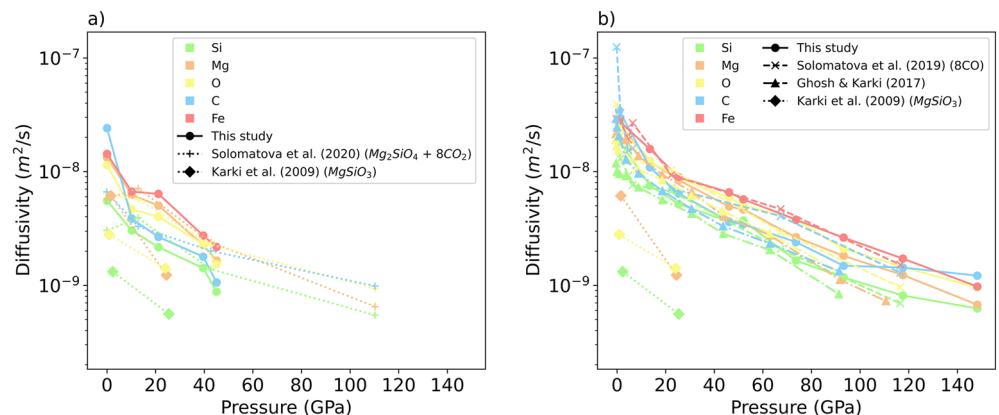 a)
Diffusivity (m²/s)
10⁻⁷
10⁻⁸
10⁻⁹
Si
Mg
O
C
Fe
This study
Solomatova et al. (2020) (Mg₂SiO₄ + 8CO₂)
Karki et al. (2009) (MgSiO₃)
0 20 40 60 80 100 120 140
Pressure (GPa)
b)
Diffusivity (m²/s)
10⁻⁷
10⁻⁸
10⁻⁹
Si
Mg
O
C
Fe
This study
Solomatova et al. (2019) (8CO)
Ghosh & Karki (2017)
Karki et al. (2009) (MgSiO₃)
0 20 40 60 80 100 120 140
Pressure (GPa)